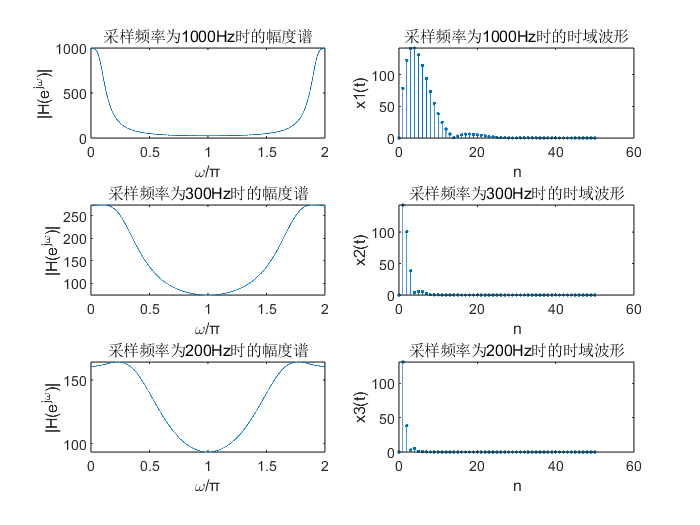 采样频率为1000Hz时的幅度谱
|H(e^jω)|
1000
500
0
0 0.5 1 1.5 2
ω/π
采样频率为1000Hz时的时域波形
x1(t)
100
50
0
0 20 40 60
n
采样频率为300Hz时的幅度谱
|H(e^jω)|
250
200
150
100
0 0.5 1 1.5 2
ω/π
采样频率为300Hz时的时域波形
x2(t)
100
50
0
0 20 40 60
n
采样频率为200Hz时的幅度谱
|H(e^jω)|
150
100
0 0.5 1 1.5 2
ω/π
采样频率为200Hz时的时域波形
x3(t)
100
50
0
0 20 40 60
n